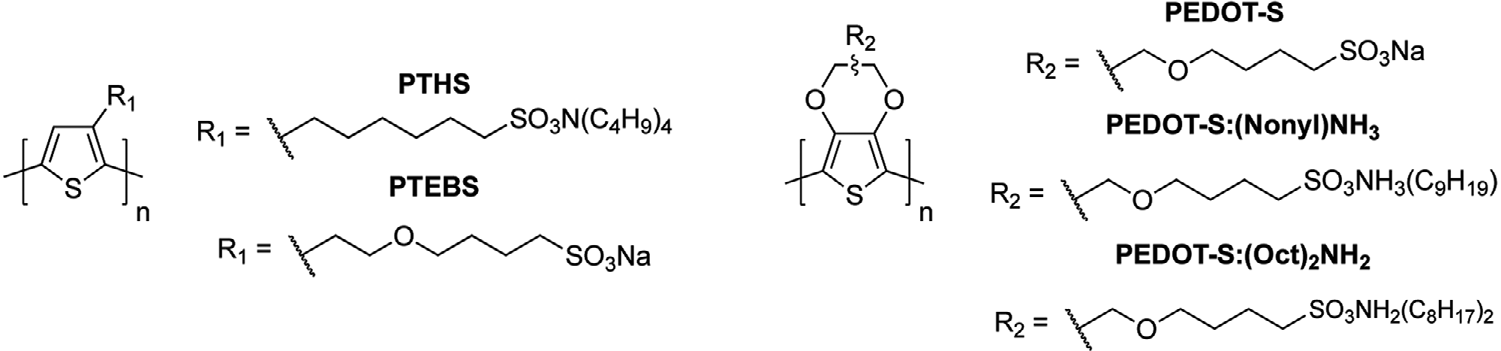 R₁
S
n
PTHS
R₁ =
SO₃N(C₄H₉)₄
PTEBS
R₁ =
O
SO₃Na
R₂
O
O
S
n
PEDOT-S
R₂ =
O
SO₃Na
PEDOT-S:(Nonyl)NH₃
R₂ =
O
SO₃NH₃(C₉H₁₉)
PEDOT-S:(Oct)₂NH₂
R₂ =
O
SO₃NH₂(C₈H₁₇)₂